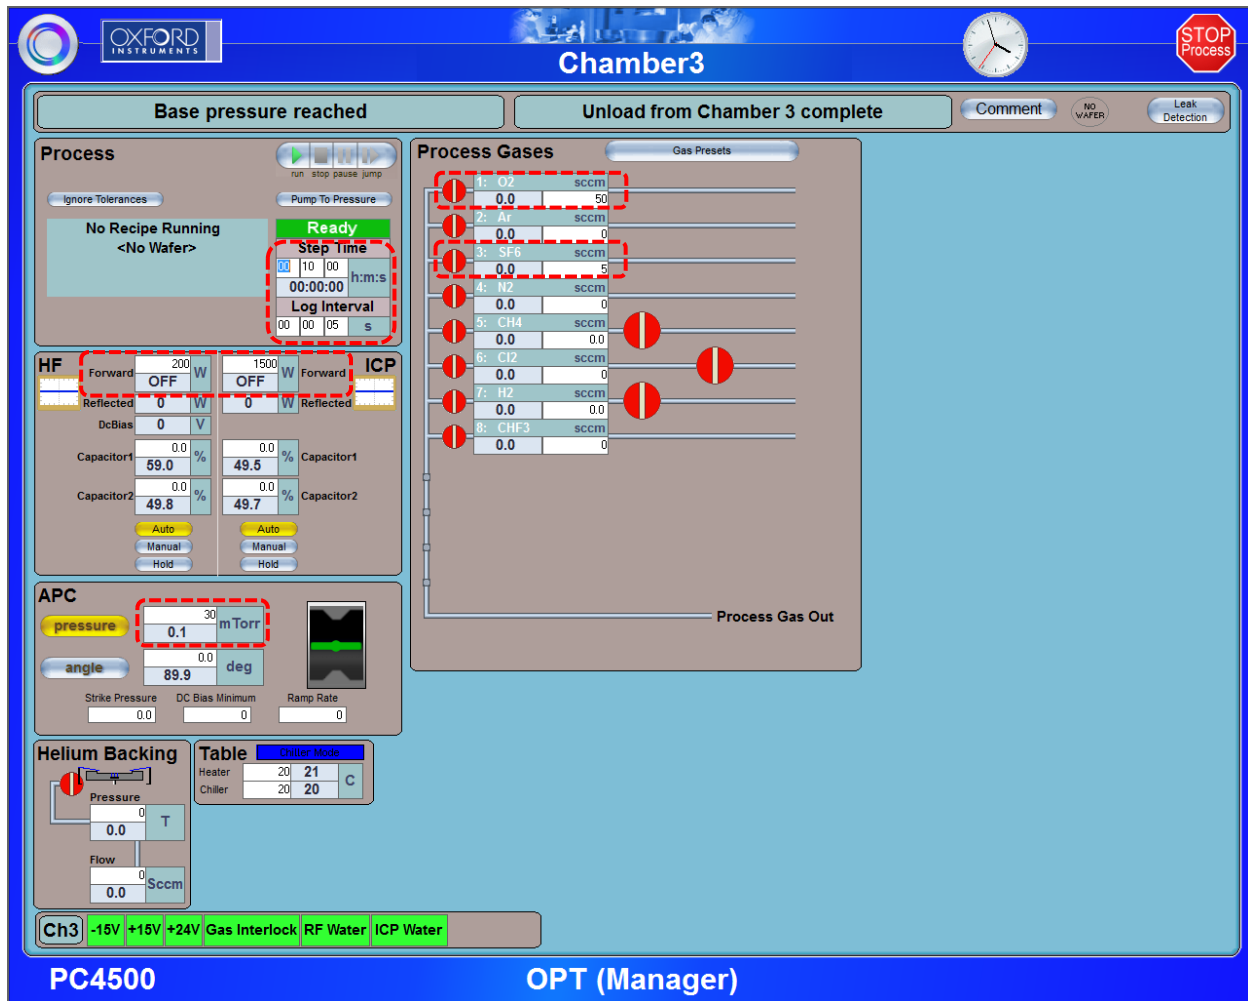 OXFORD
INSTRUMENTS
Chamber3
STOP
Process
Base pressure reached
Unload from Chamber 3 complete
Comment
NO
WAFER
Leak
Detection
Process
run stop pause jump
Ignore Tolerances
Pump To Pressure
No Recipe Running
<No Wafer>
Ready
Step Time
00 10 00
h:m:s
00:00:00
Log Interval
00 00 05 s
HF
ICP
Forward 200 W 1500 W Forward
OFF OFF
Reflected 0 W 0 W Reflected
DcBias 0 V
Capacitor1 0.0 % 0.0 % Capacitor1
59.0 49.5
Capacitor2 0.0 % 0.0 % Capacitor2
49.8 49.7
Auto Auto
Manual Manual
Hold Hold
APC
pressure 30 mTorr
0.1
angle 0.0 deg
89.9
Strike Pressure DC Bias Minimum Ramp Rate
0.0 0 0
Helium Backing
Pressure
0 T
0.0
Flow
0 Sccm
0.0
Table
Chiller Mode
Heater 20 21 C
Chiller 20 20
Process Gases
Gas Presets
1: O2 sccm
0.0 50
2: Ar sccm
0.0 0
3: SF6 sccm
0.0 5
4: N2 sccm
0.0 0
5: CH4 sccm
0.0 0.0
6: Cl2 sccm
0.0 0
7: H2 sccm
0.0 0.0
8: CHF3 sccm
0.0 0
Process Gas Out
Ch3 -15V +15V +24V Gas Interlock RF Water ICP Water
PC4500
OPT (Manager)